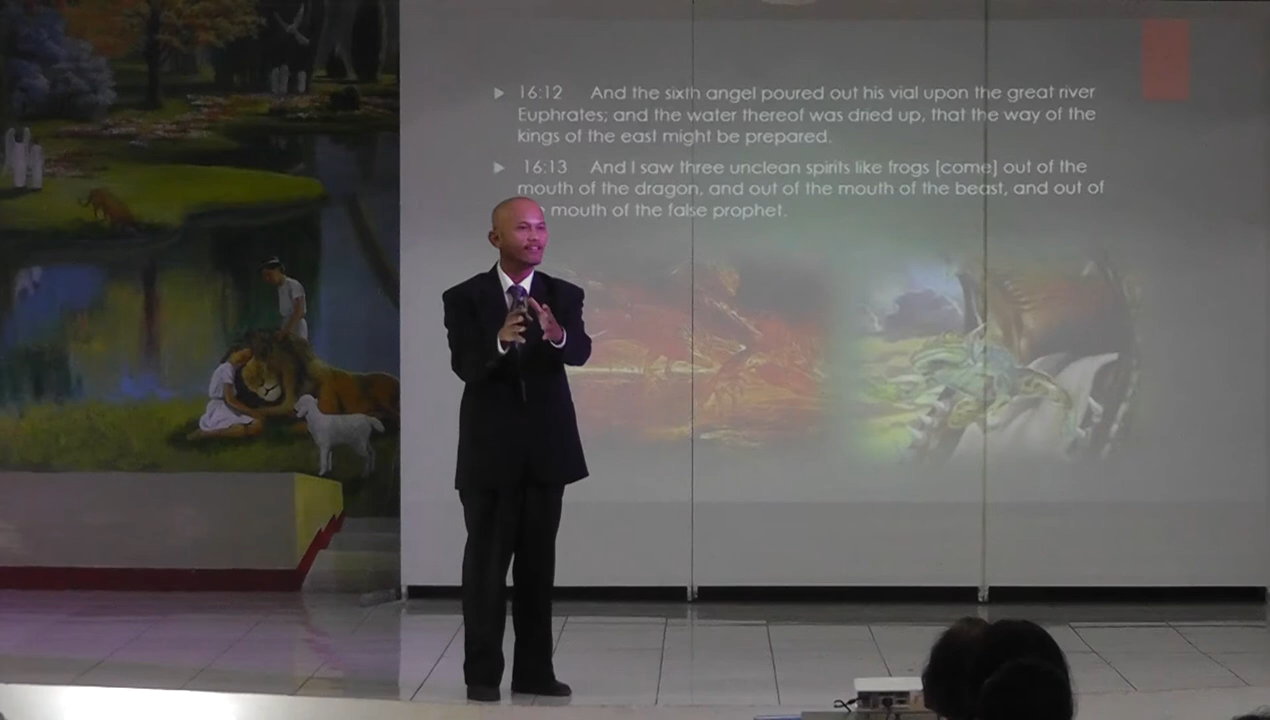 16:12 And the sixth angel poured out his vial upon the great river
Euphrates; and the water thereof was dried up, that the way of the
kings of the east might be prepared.
16:13 And I saw three unclean spirits like frogs [come] out of the
mouth of the dragon, and out of the mouth of the beast, and out of
mouth of the false prophet.